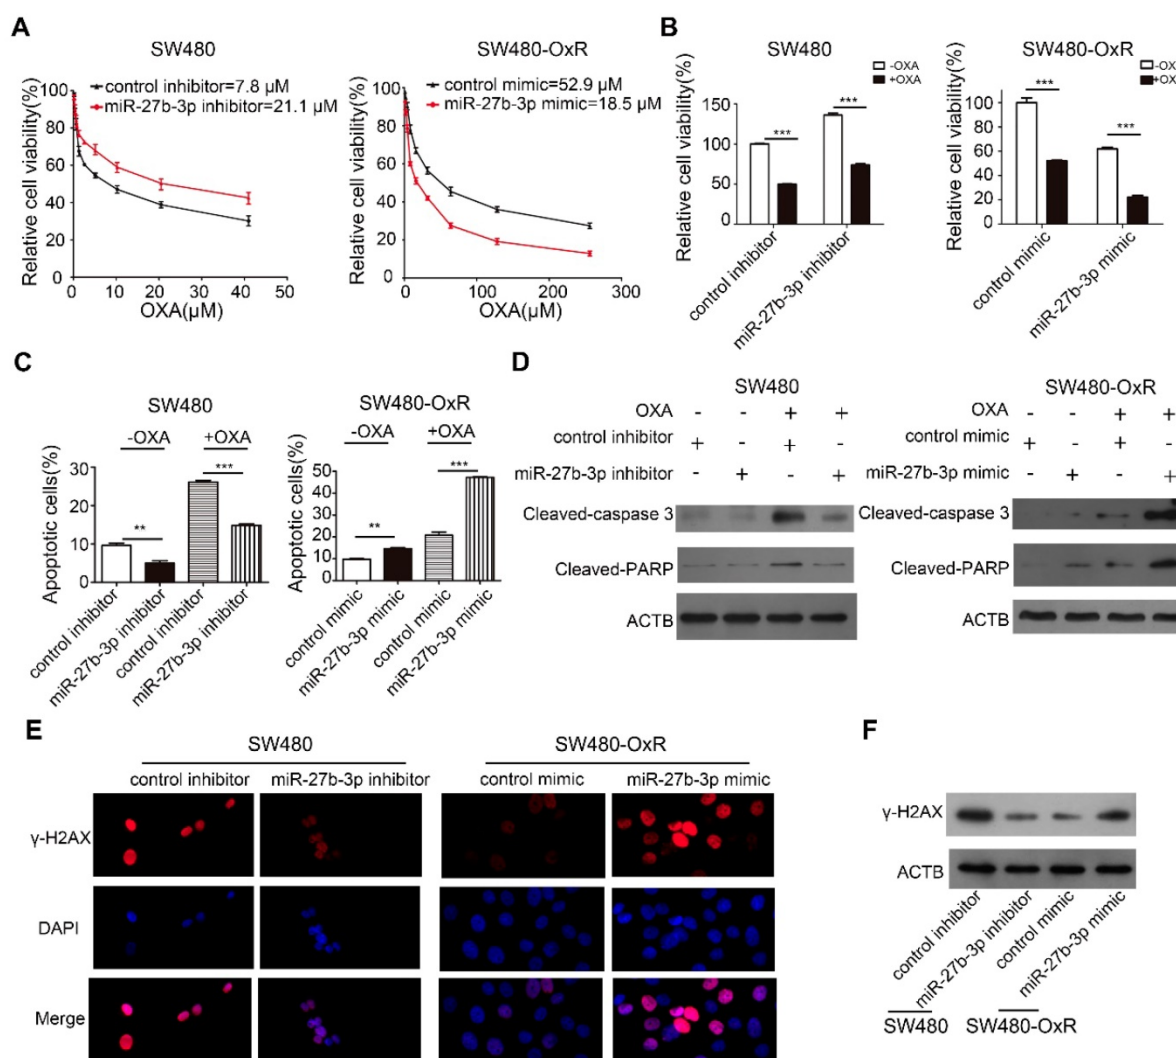 A
SW480
control inhibitor=7.8 μM
miR-27b-3p inhibitor=21.1 μM
Relative cell viability(%)
100
80
60
40
20
0
0 10 20 30 40 50
OXA(μM)
SW480-OxR
control mimic=52.9 μM
miR-27b-3p mimic=18.5 μM
Relative cell viability(%)
100
80
60
40
20
0
0 100 200 300
OXA(μM)
B
SW480
-OXA
+OXA
Relative cell viability(%)
150
100
50
0
***
***
control inhibitor
miR-27b-3p inhibitor
SW480-OxR
-OX
+OX
Relative cell viability(%)
100
80
60
40
20
0
***
***
control mimic
miR-27b-3p mimic
C
SW480
-OXA +OXA
Apoptotic cells(%)
30
20
10
0
**
***
control inhibitor
miR-27b-3p inhibitor
control inhibitor
miR-27b-3p inhibitor
SW480-OxR
-OXA +OXA
Apoptotic cells(%)
50
40
30
20
10
0
**
***
control mimic
miR-27b-3p mimic
control mimic
miR-27b-3p mimic
D
SW480
OXA - - + +
control inhibitor + - + -
miR-27b-3p inhibitor - + - +
Cleaved-caspase 3
Cleaved-PARP
ACTB
SW480-OxR
OXA - - + +
control mimic + - + -
miR-27b-3p mimic - + - +
Cleaved-caspase 3
Cleaved-PARP
ACTB
E
SW480 SW480-OxR
control inhibitor miR-27b-3p inhibitor control mimic miR-27b-3p mimic
γ-H2AX
DAPI
Merge
F
γ-H2AX
ACTB
control inhibitor
miR-27b-3p inhibitor
control mimic
miR-27b-3p mimic
SW480 SW480-OxR